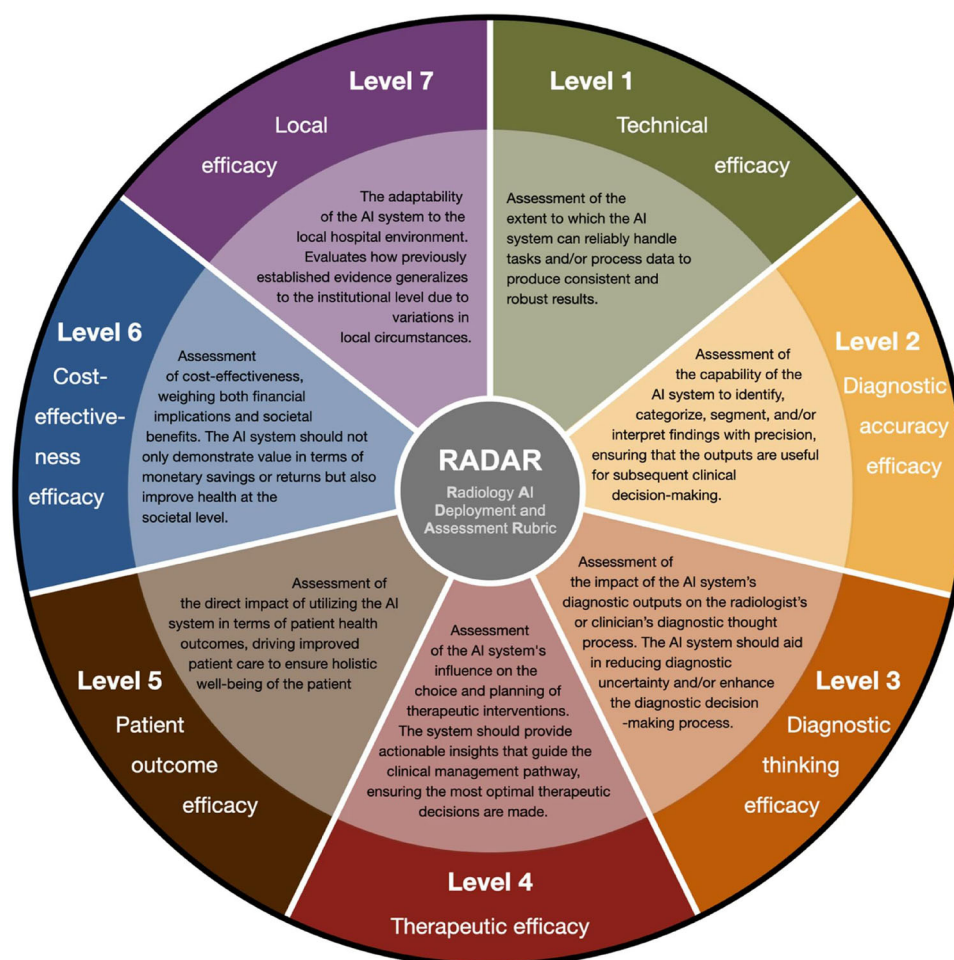 Level 1
Technical
efficacy
Assessment of the
extent to which the AI
system can reliably handle
tasks and/or process data to
produce consistent and
robust results.
Level 2
Diagnostic
accuracy
efficacy
Assessment of
the capability of the
AI system to identify,
categorize, segment, and/or
interpret findings with precision,
ensuring that the outputs are useful
for subsequent clinical
decision-making.
Level 3
Diagnostic
thinking
efficacy
Assessment of
the impact of the AI system’s
diagnostic outputs on the radiologist’s
or clinician’s diagnostic thought
process. The AI system should aid
in reducing diagnostic
uncertainty and/or enhance
the diagnostic decision
-making process.
Level 4
Therapeutic efficacy
Assessment
of the AI system's
influence on the
choice and planning of
therapeutic interventions.
The system should provide
actionable insights that guide the
clinical management pathway,
ensuring the most optimal therapeutic
decisions are made.
Level 5
Patient
outcome
efficacy
Assessment of
the direct impact of utilizing the AI
system in terms of patient health
outcomes, driving improved
patient care to ensure holistic
well-being of the patient
Level 6
Cost-
effective-
ness
efficacy
Assessment
of cost-effectiveness,
weighing both financial
implications and societal
benefits. The AI system should not
only demonstrate value in terms of
monetary savings or returns but also
improve health at the
societal level.
Level 7
Local
efficacy
The adaptability
of the AI system to the
local hospital environment.
Evaluates how previously
established evidence generalizes
to the institutional level due to
variations in
local circumstances.
RADAR
Radiology AI
Deployment and
Assessment Rubric